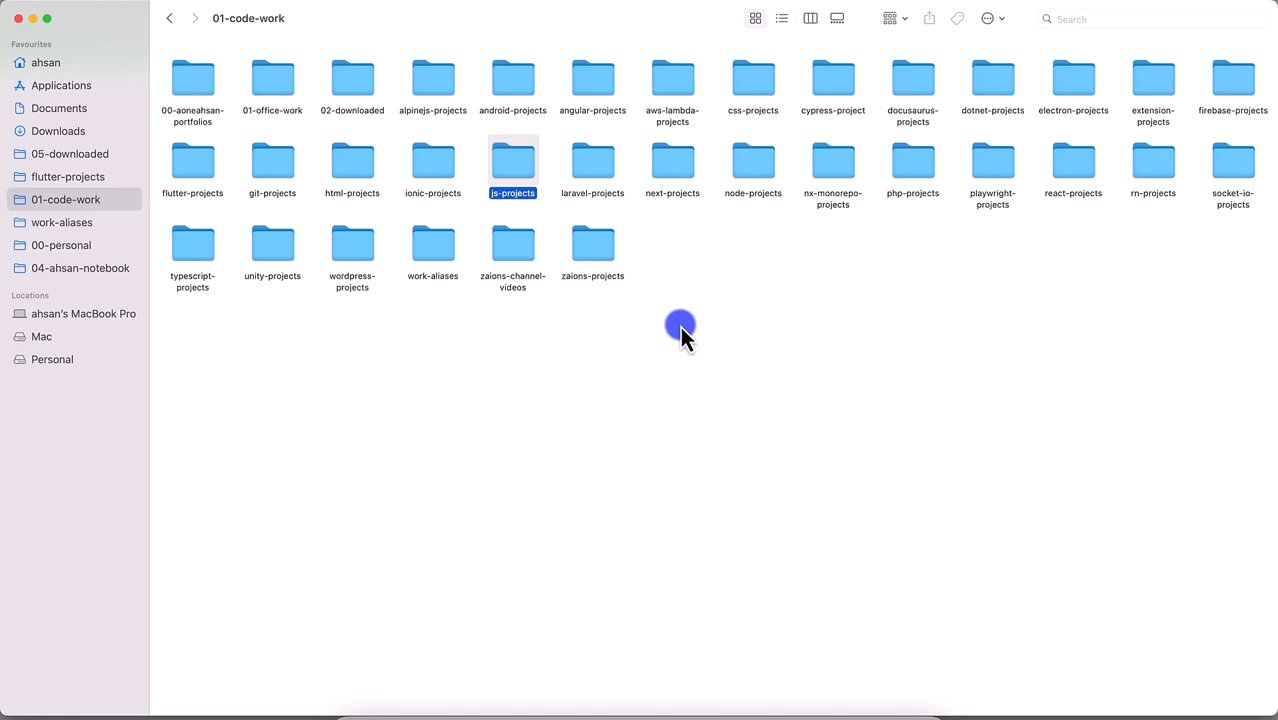 01-code-work
Search
Favourites
ahsan
Applications
Documents
Downloads
05-downloaded
flutter-projects
01-code-work
work-aliases
00-personal
04-ahsan-notebook
Locations
ahsan's MacBook Pro
Mac
Personal
00-aoneahsan-
portfolios
01-office-work
02-downloaded
alpinejs-projects
android-projects
angular-projects
aws-lambda-
projects
css-projects
cypress-project
docusaurus-
projects
dotnet-projects
electron-projects
extension-
projects
firebase-projects
flutter-projects
git-projects
html-projects
ionic-projects
js-projects
laravel-projects
next-projects
node-projects
nx-monorepo-
projects
php-projects
playwright-
projects
react-projects
rn-projects
socket-io-
projects
typescript-
projects
unity-projects
wordpress-
projects
work-aliases
zaions-channel-
videos
zaions-projects